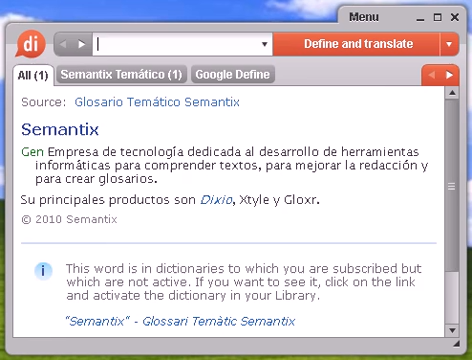 Menu
di
Define and translate
All (1)
Semantix Temático (1)
Google Define
Source: Glosario Temático Semantix
Semantix
Gen Empresa de tecnología dedicada al desarrollo de herramientas
informáticas para comprender textos, para mejorar la redacción y
para crear glosarios.
Su principales productos son Dixio, Xtyle y Gloxr.
© 2010 Semantix
i
This word is in dictionaries to which you are subscribed but
which are not active. If you want to see it, click on the link
and activate the dictionary in your Library.
"Semantix" - Glossari Temàtic Semantix